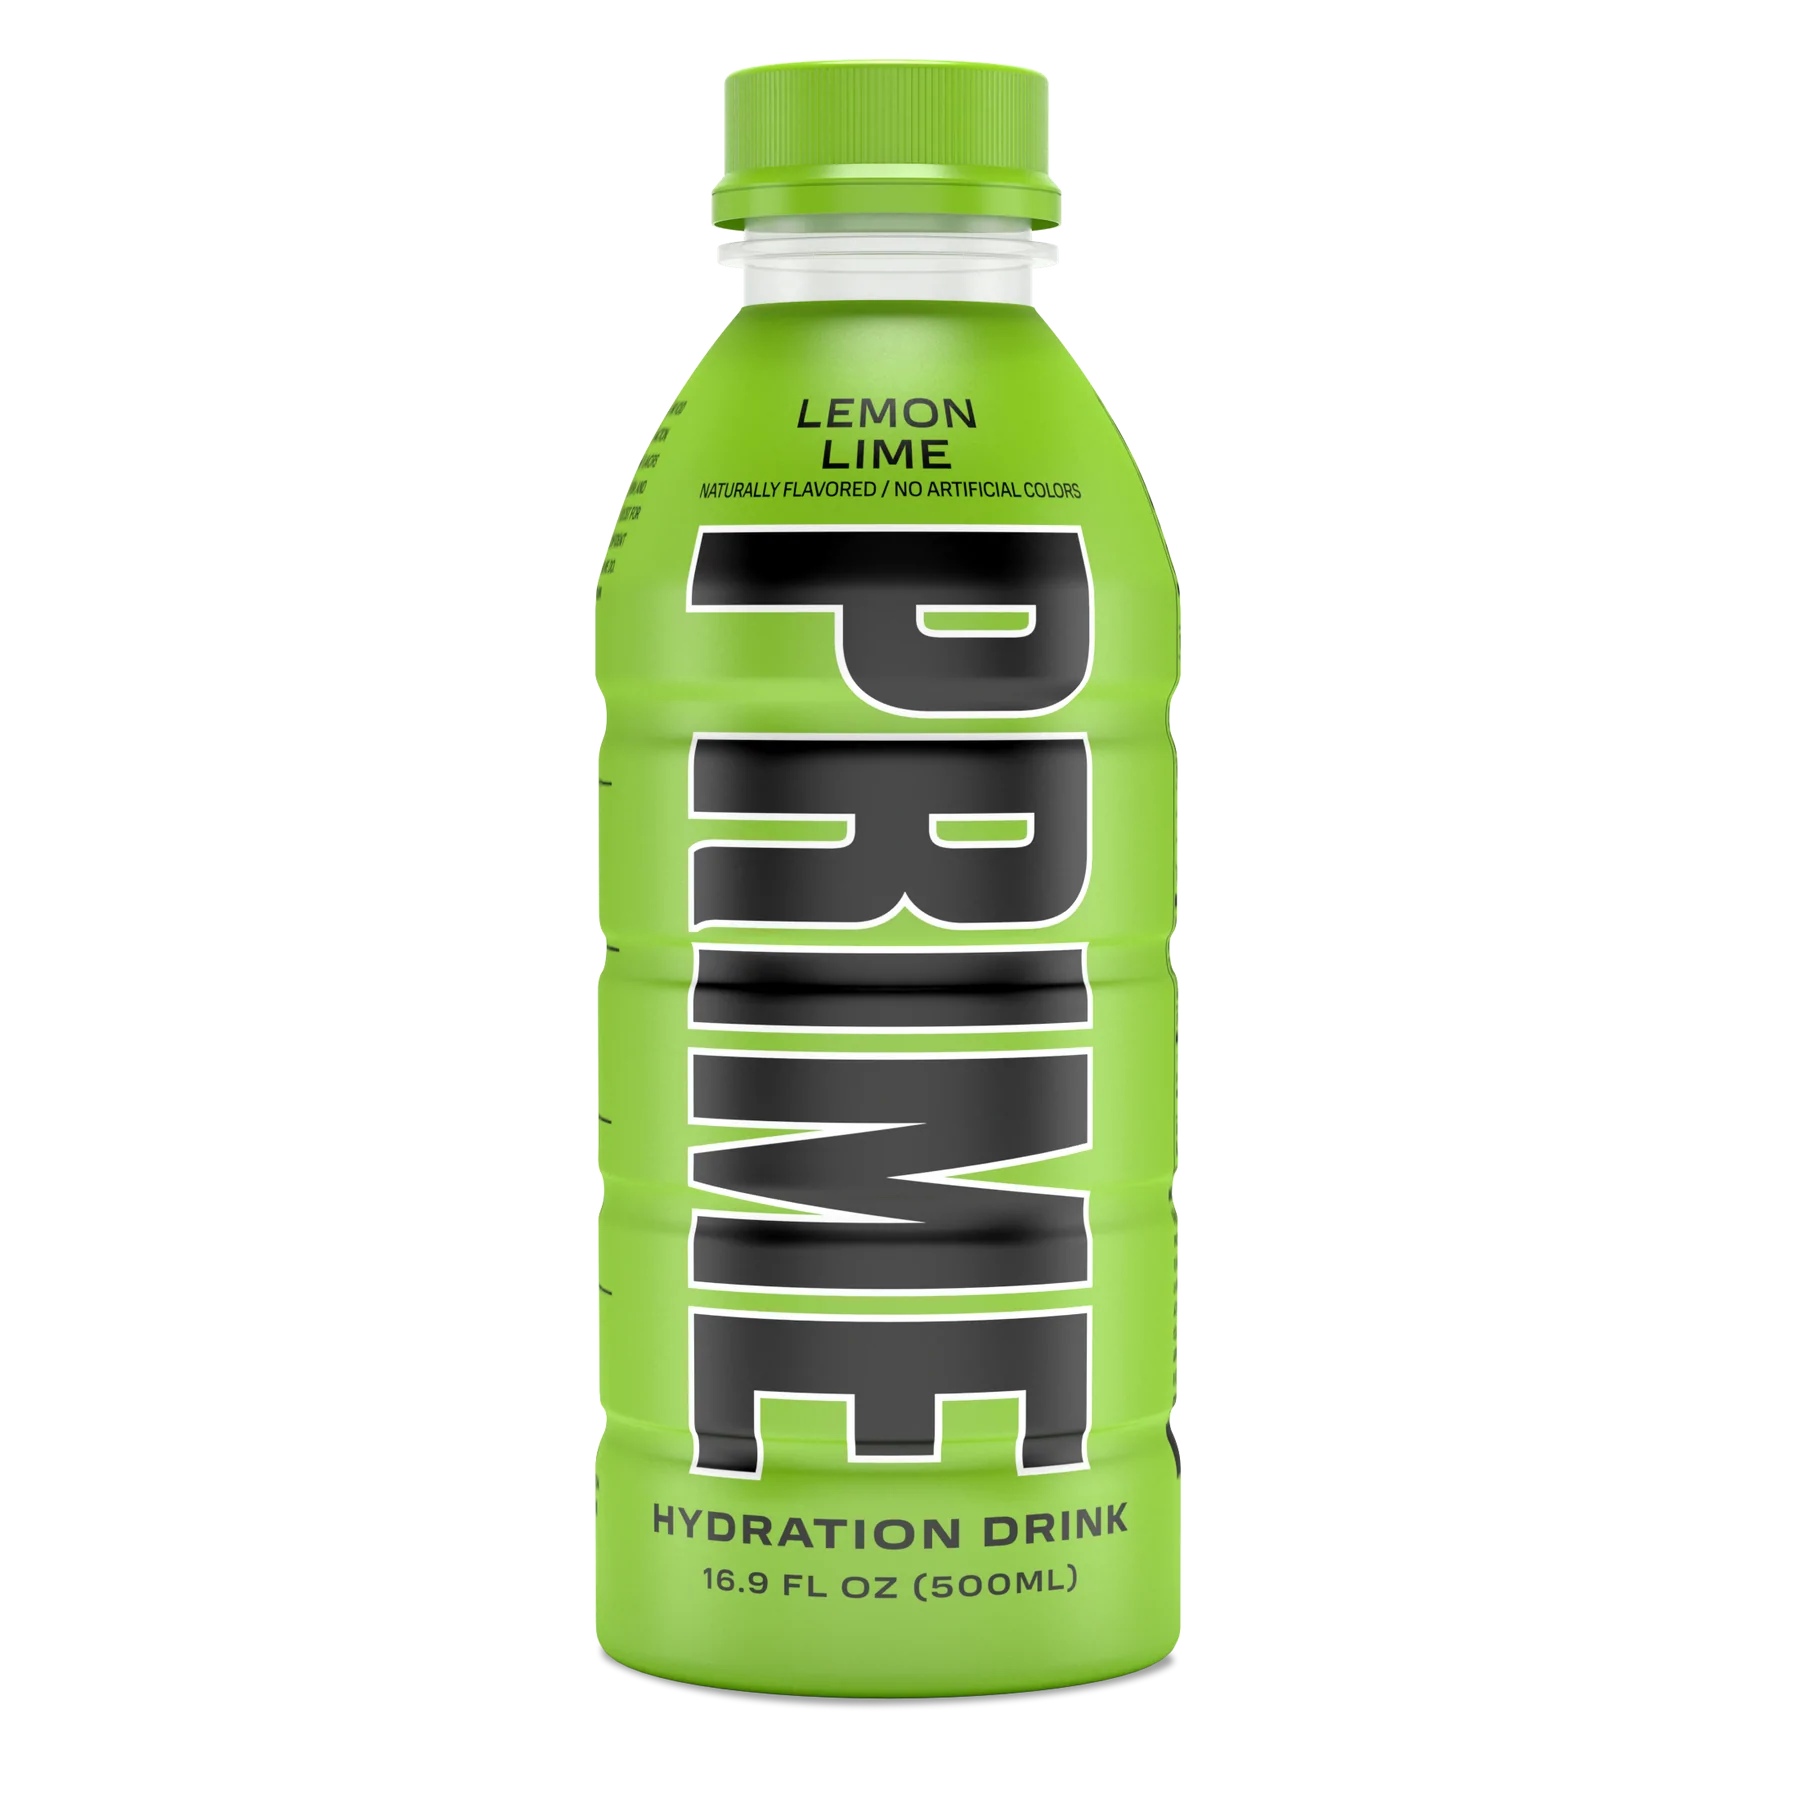 LEMON
LIME
NATURALLY FLAVORED / NO ARTIFICIAL COLORS
PRIME
HYDRATION DRINK
16.9 FL OZ (500ML)